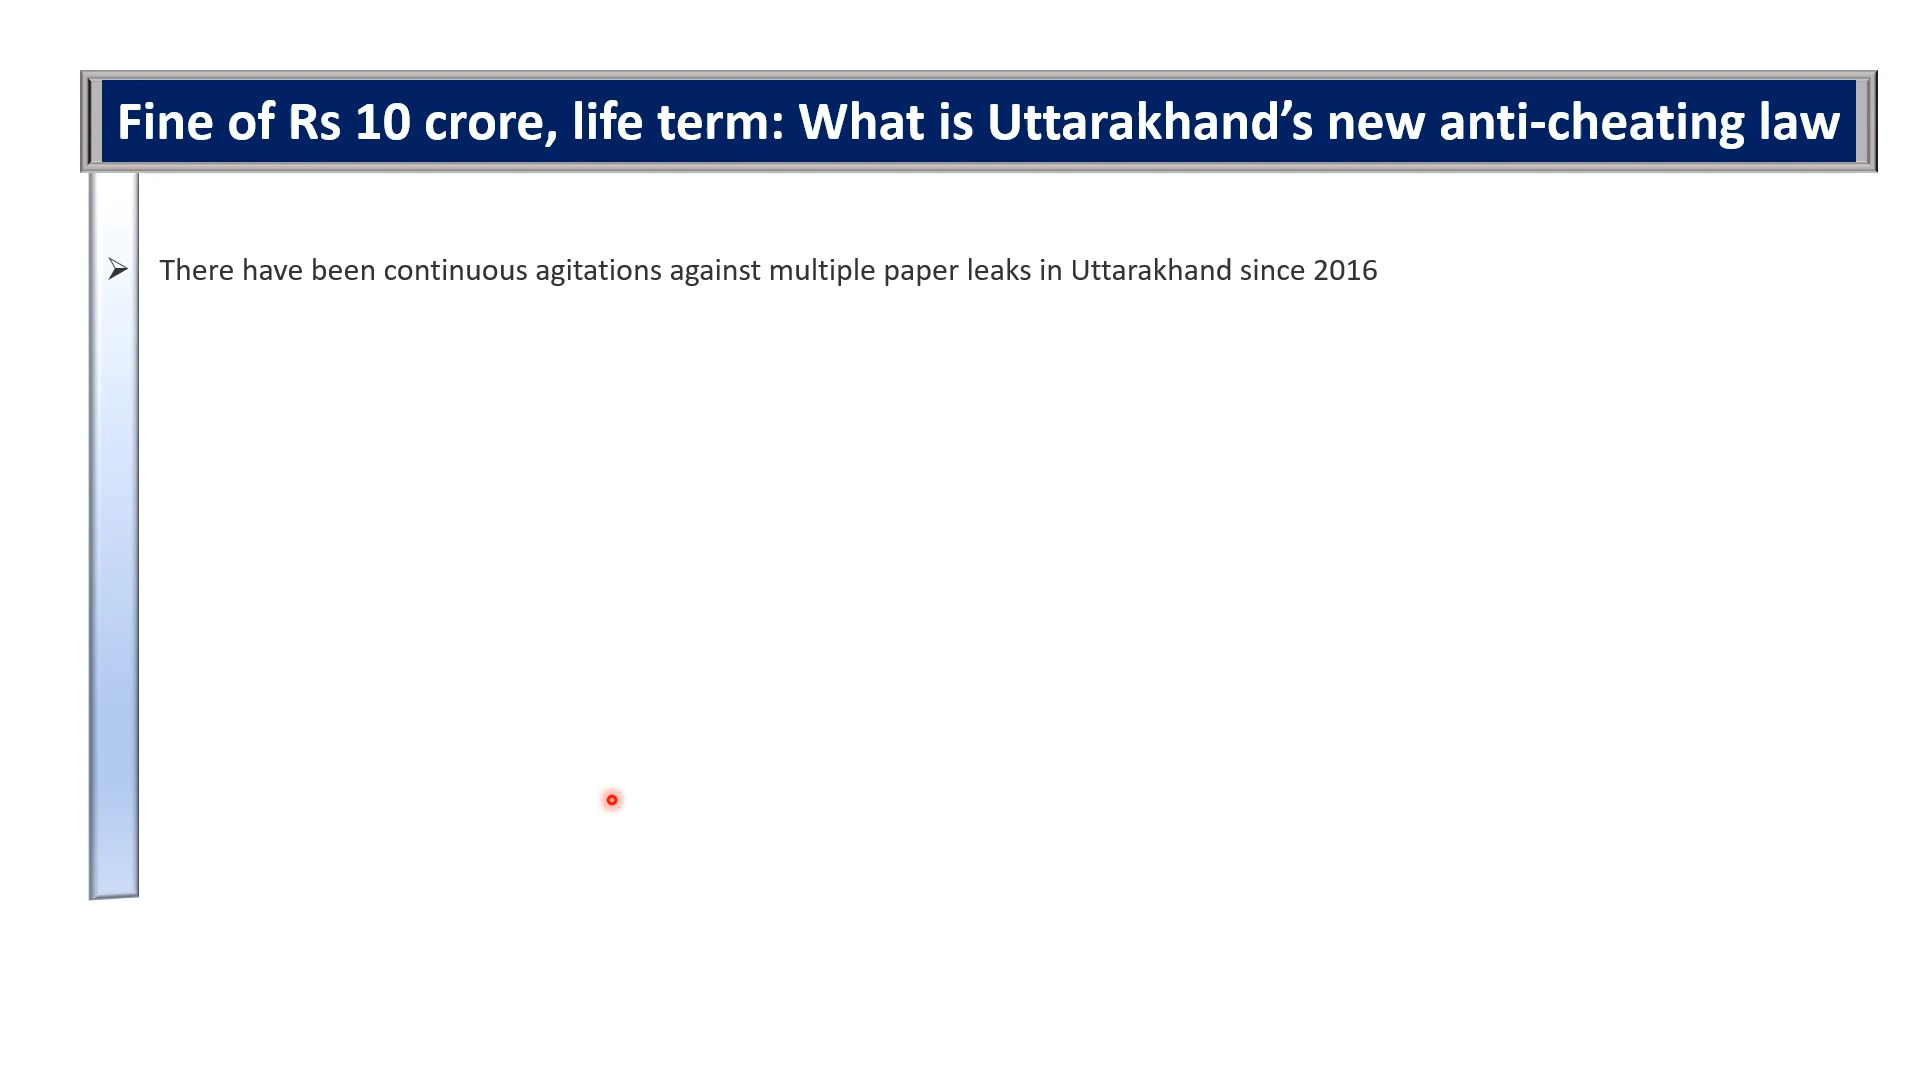 Fine of Rs 10 crore, life term: What is Uttarakhand’s new anti-cheating law
There have been continuous agitations against multiple paper leaks in Uttarakhand since 2016